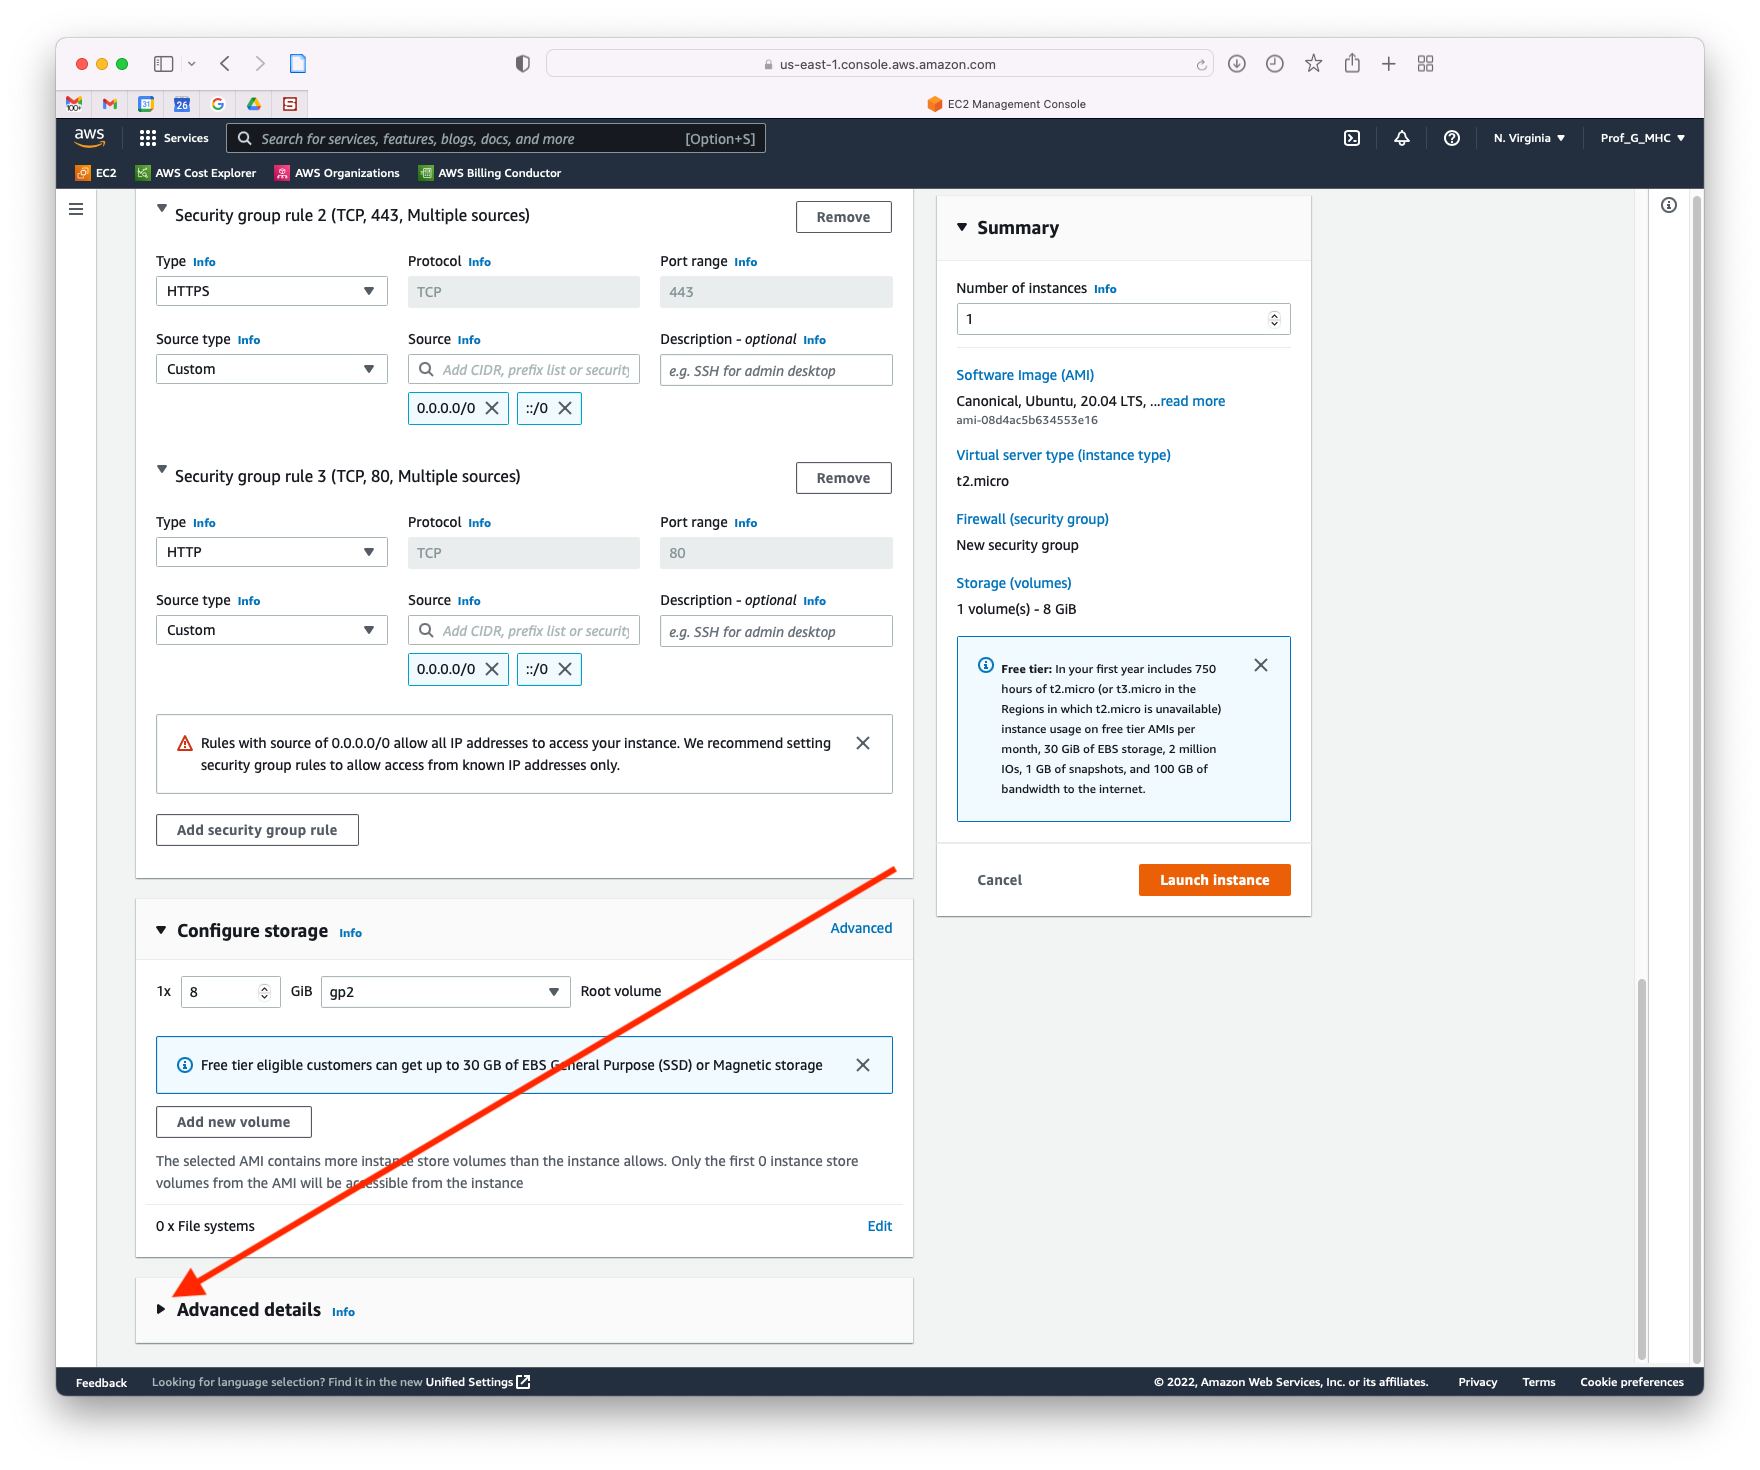 us-east-1.console.aws.amazon.com
EC2 Management Console
aws
Services
Search for services, features, blogs, docs, and more
[Option+S]
N. Virginia
Prof_G_MHC
EC2
AWS Cost Explorer
AWS Organizations
AWS Billing Conductor
Security group rule 2 (TCP, 443, Multiple sources)
Remove
Type Info
Protocol Info
Port range Info
HTTPS
TCP
443
Source type Info
Source Info
Description - optional Info
Custom
Add CIDR, prefix list or security
e.g. SSH for admin desktop
0.0.0.0/0
::/0
Security group rule 3 (TCP, 80, Multiple sources)
Remove
Type Info
Protocol Info
Port range Info
HTTP
TCP
80
Source type Info
Source Info
Description - optional Info
Custom
Add CIDR, prefix list or security
e.g. SSH for admin desktop
0.0.0.0/0
::/0
Rules with source of 0.0.0.0/0 allow all IP addresses to access your instance. We recommend setting
security group rules to allow access from known IP addresses only.
Add security group rule
Configure storage Info
Advanced
1x
8
GiB
gp2
Root volume
Free tier eligible customers can get up to 30 GB of EBS General Purpose (SSD) or Magnetic storage
Add new volume
The selected AMI contains more instance store volumes than the instance allows. Only the first 0 instance store
volumes from the AMI will be accessible from the instance
0 x File systems
Edit
Advanced details Info
Summary
Number of instances Info
1
Software Image (AMI)
Canonical, Ubuntu, 20.04 LTS, ...read more
ami-08d4ac5b634553e16
Virtual server type (instance type)
t2.micro
Firewall (security group)
New security group
Storage (volumes)
1 volume(s) - 8 GiB
Free tier: In your first year includes 750
hours of t2.micro (or t3.micro in the
Regions in which t2.micro is unavailable)
instance usage on free tier AMIs per
month, 30 GiB of EBS storage, 2 million
IOs, 1 GB of snapshots, and 100 GB of
bandwidth to the internet.
Cancel
Launch instance
Feedback
Looking for language selection? Find it in the new Unified Settings
© 2022, Amazon Web Services, Inc. or its affiliates.
Privacy
Terms
Cookie preferences